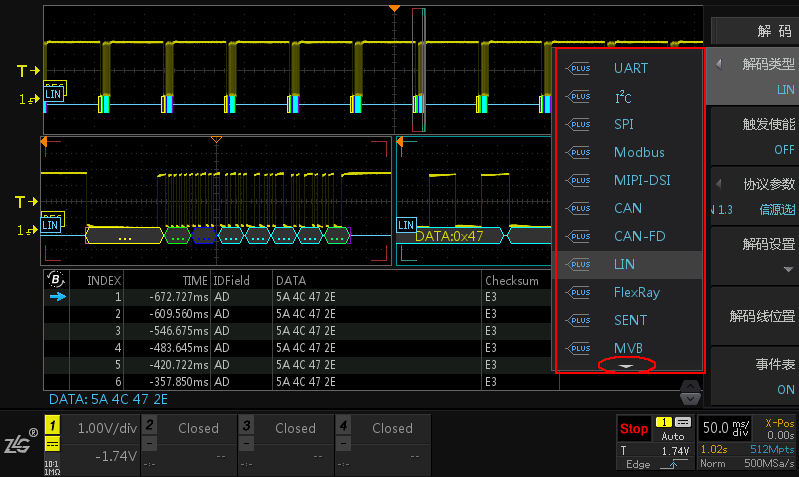 解 码
T
LIN
1
PLUS UART
PLUS I²C
PLUS SPI
PLUS Modbus
PLUS MIPI-DSI
PLUS CAN
PLUS CAN-FD
PLUS LIN
PLUS FlexRay
PLUS SENT
PLUS MVB
解码类型
LIN
触发使能
OFF
协议参数
N 1.3 信源选
解码设置
解码线位置
事件表
ON
T
LIN
1
...
... ... ... ... ... ... ...
LIN
DATA:0x47
B INDEX TIME IDField DATA Checksum
1 -672.727ms AD 5A 4C 47 2E E3
2 -609.560ms AD 5A 4C 47 2E E3
3 -546.675ms AD 5A 4C 47 2E E3
4 -483.645ms AD 5A 4C 47 2E E3
5 -420.722ms AD 5A 4C 47 2E E3
6 -357.850ms AD 5A 4C 47 2E E3
DATA: 5A 4C 47 2E
ZLG®
1 1.00V/div
-1.74V
10:1
1MΩ
2 Closed
-:- --
3 Closed
-:- --
4 Closed
-:- --
Stop 1 Auto
T 1.74V
Edge
50.0 ms/div X-Pos 0.00s
1.02s 512Mpts
Norm 500MSa/s